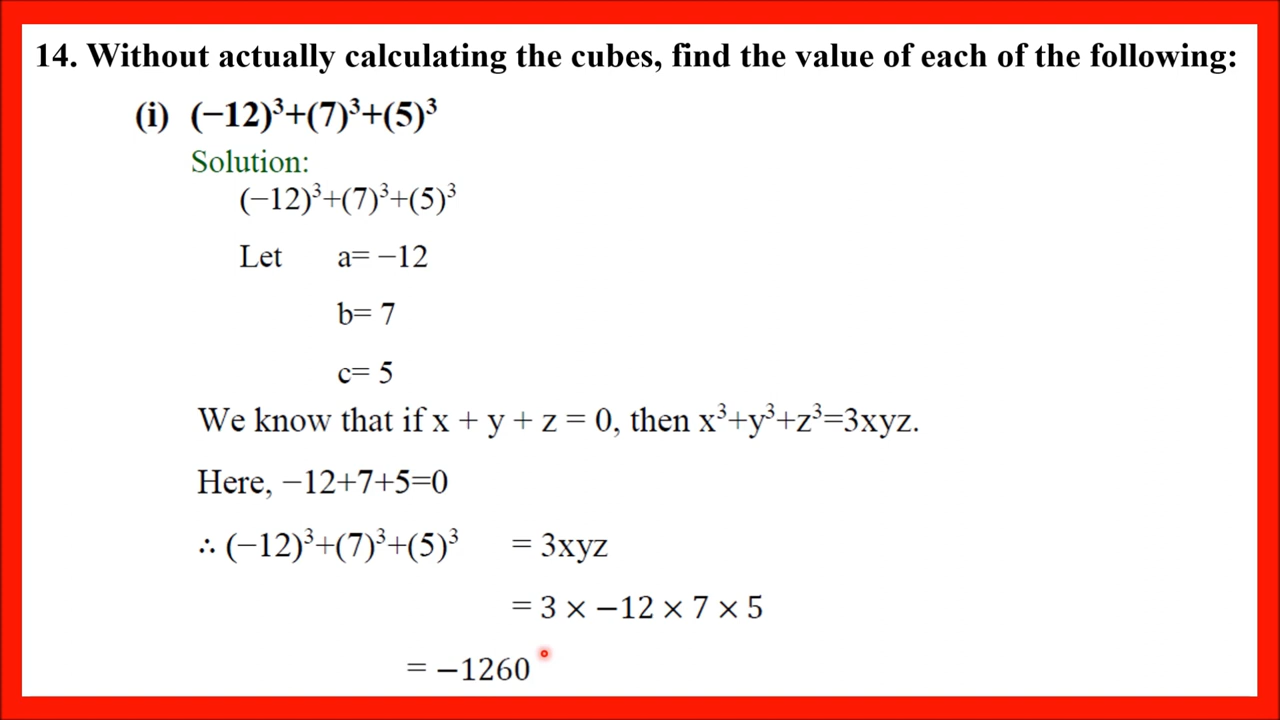 14. Without actually calculating the cubes, find the value of each of the following:
(i) (−12)³+(7)³+(5)³
Solution:
(−12)³+(7)³+(5)³
Let a= −12
b= 7
c= 5
We know that if x + y + z = 0, then x³+y³+z³=3xyz.
Here, −12+7+5=0
∴ (−12)³+(7)³+(5)³ = 3xyz
= 3 × −12 × 7 × 5
= −1260